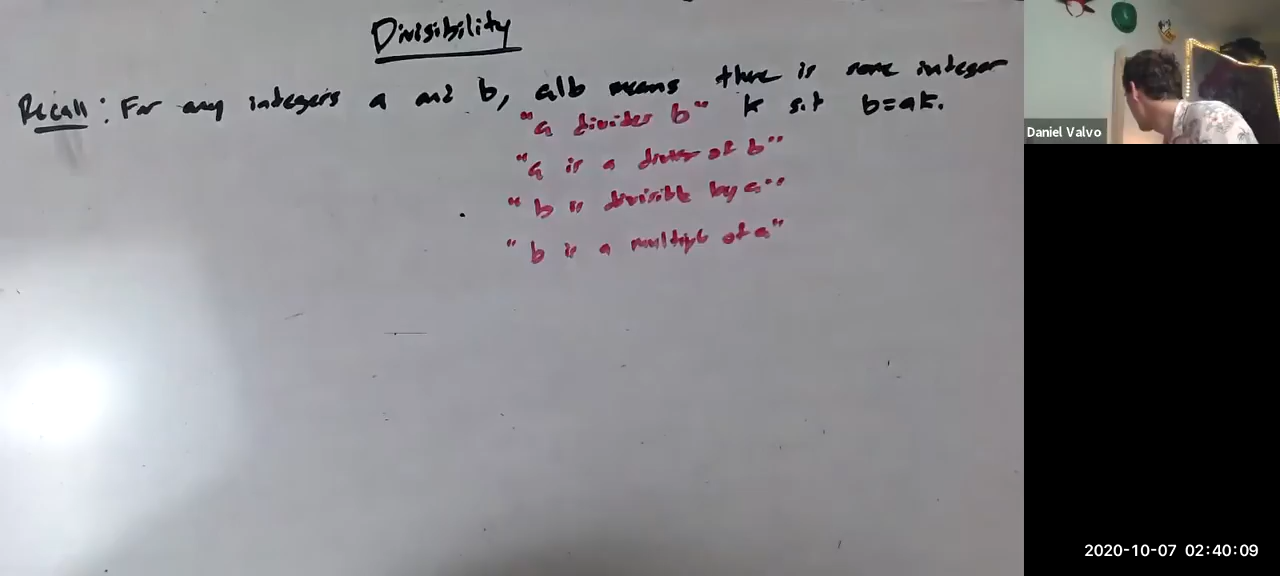 Divisibility
Recall: For any integers a and b, a|b means there is some integer
k s.t b=ak.
"a divides b"
"a is a divisor of b"
"b is divisible by a"
"b is a multiple of a"
Daniel Valvo
2020-10-07 02:40:09